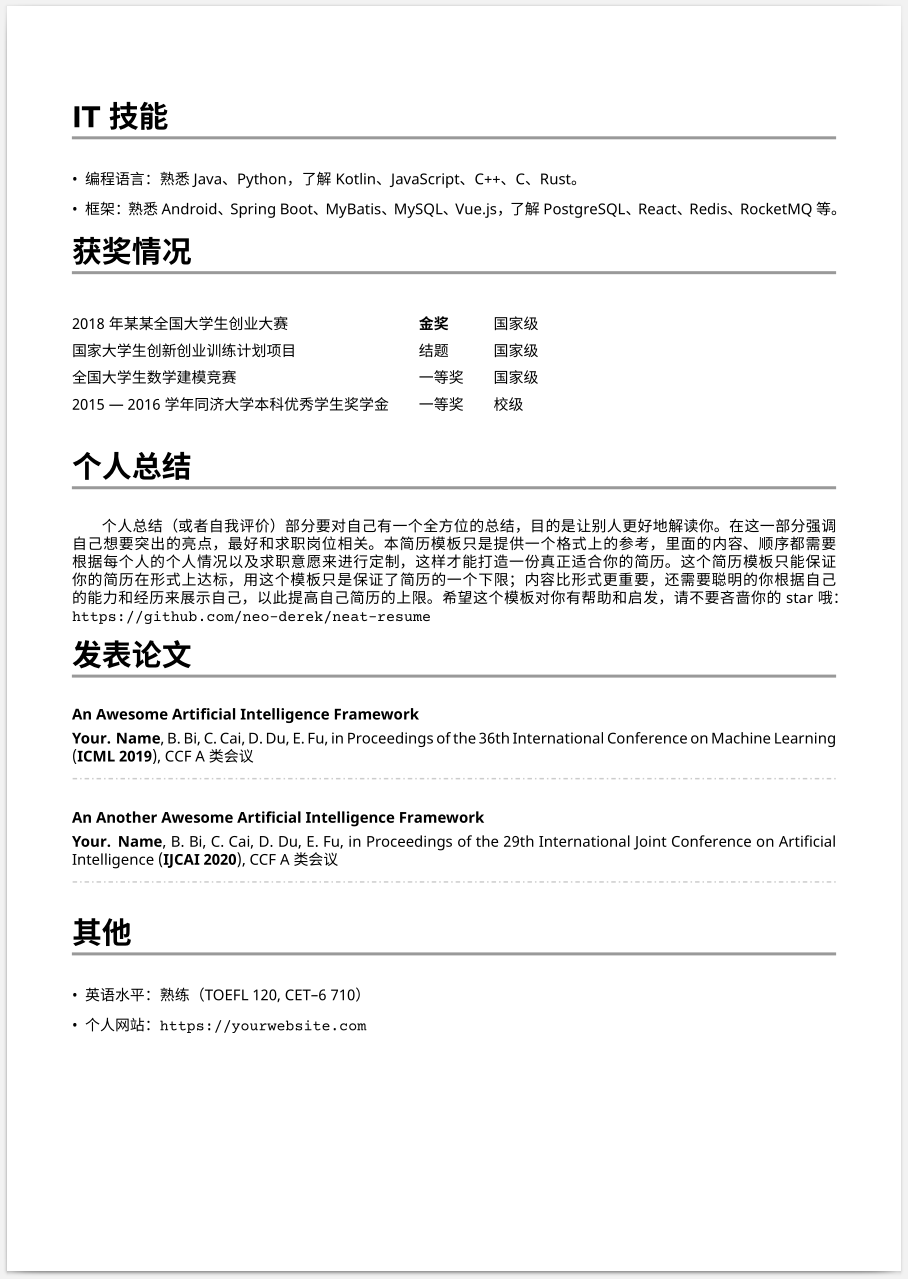 IT 技能
• 编程语言：熟悉 Java、Python，了解 Kotlin、JavaScript、C++、C、Rust。
• 框架：熟悉 Android、Spring Boot、MyBatis、MySQL、Vue.js，了解 PostgreSQL、React、Redis、RocketMQ 等。
获奖情况
2018 年某某全国大学生创业大赛 金奖 国家级
国家大学生创新创业训练计划项目 结题 国家级
全国大学生数学建模竞赛 一等奖 国家级
2015 — 2016 学年同济大学本科优秀学生奖学金 一等奖 校级
个人总结
个人总结（或者自我评价）部分要对自己有一个全方位的总结，目的是让别人更好地解读你。在这一部分强调
自己想要突出的亮点，最好和求职岗位相关。本简历模板只是提供一个格式上的参考，里面的内容、顺序都需要
根据每个人的个人情况以及求职意愿来进行定制，这样才能打造一份真正适合你的简历。这个简历模板只能保证
你的简历在形式上达标，用这个模板只是保证了简历的一个下限；内容比形式更重要，还需要聪明的你根据自己
的能力和经历来展示自己，以此提高自己简历的上限。希望这个模板对你有帮助和启发，请不要吝啬你的 star 哦：
https://github.com/neo-derek/neat-resume
发表论文
An Awesome Artificial Intelligence Framework
Your. Name, B. Bi, C. Cai, D. Du, E. Fu, in Proceedings of the 36th International Conference on Machine Learning
(ICML 2019), CCF A 类会议
An Another Awesome Artificial Intelligence Framework
Your. Name, B. Bi, C. Cai, D. Du, E. Fu, in Proceedings of the 29th International Joint Conference on Artificial
Intelligence (IJCAI 2020), CCF A 类会议
其他
• 英语水平：熟练（TOEFL 120, CET–6 710）
• 个人网站：https://yourwebsite.com